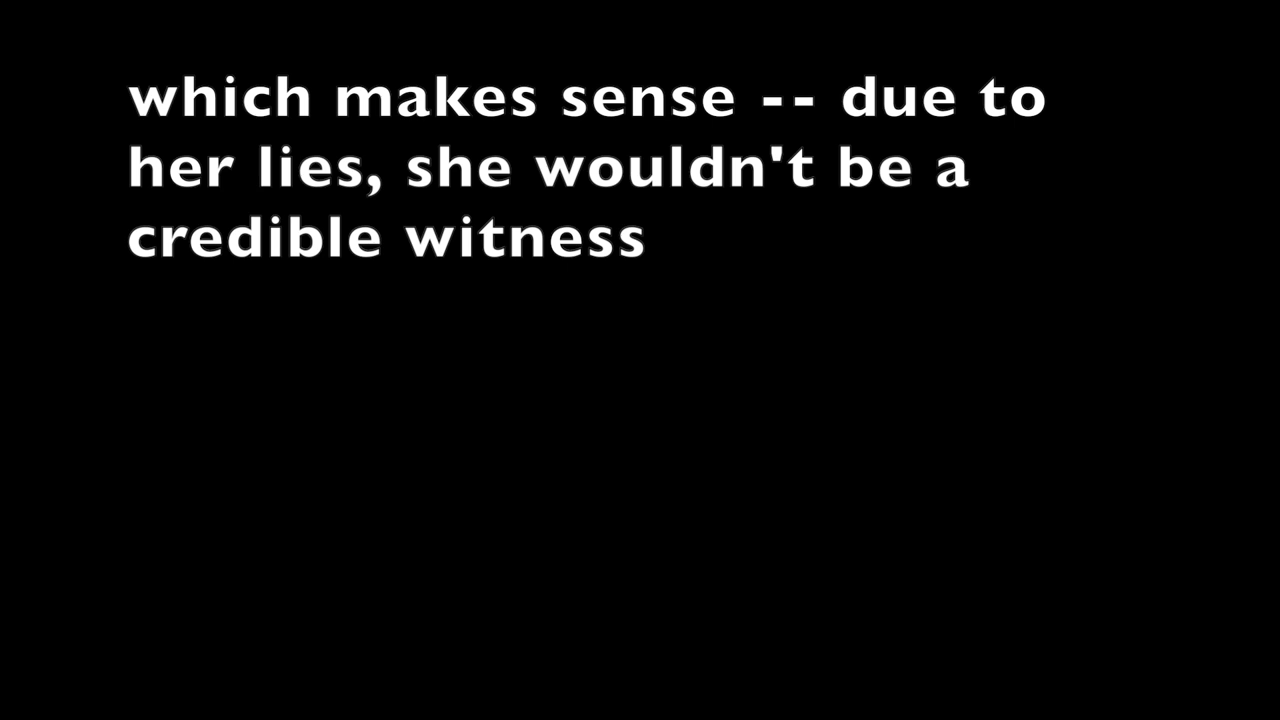 which makes sense -- due to
her lies, she wouldn't be a
credible witness